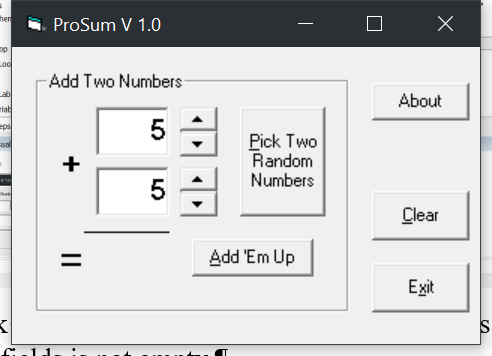 ProSum V 1.0
Add Two Numbers
About
5
+
5
Pick Two
Random
Numbers
Clear
=
Add 'Em Up
Exit
fields is not empty.¶